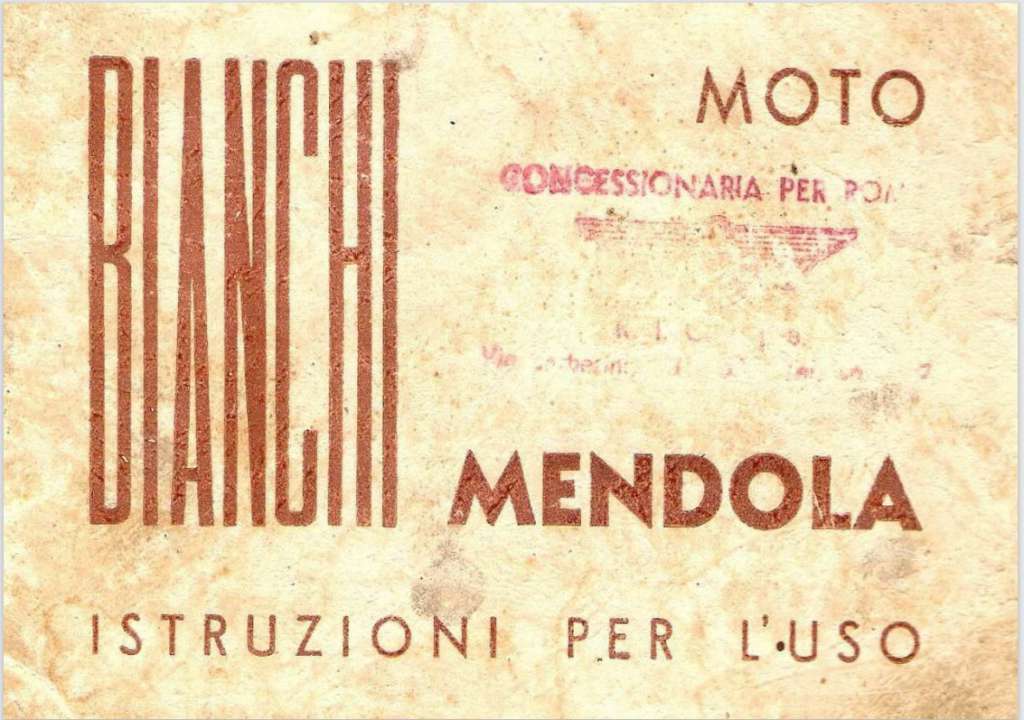 BIANCHI
MOTO
CONCESSIONARIA PER
MENDOLA
ISTRUZIONI PER L'USO